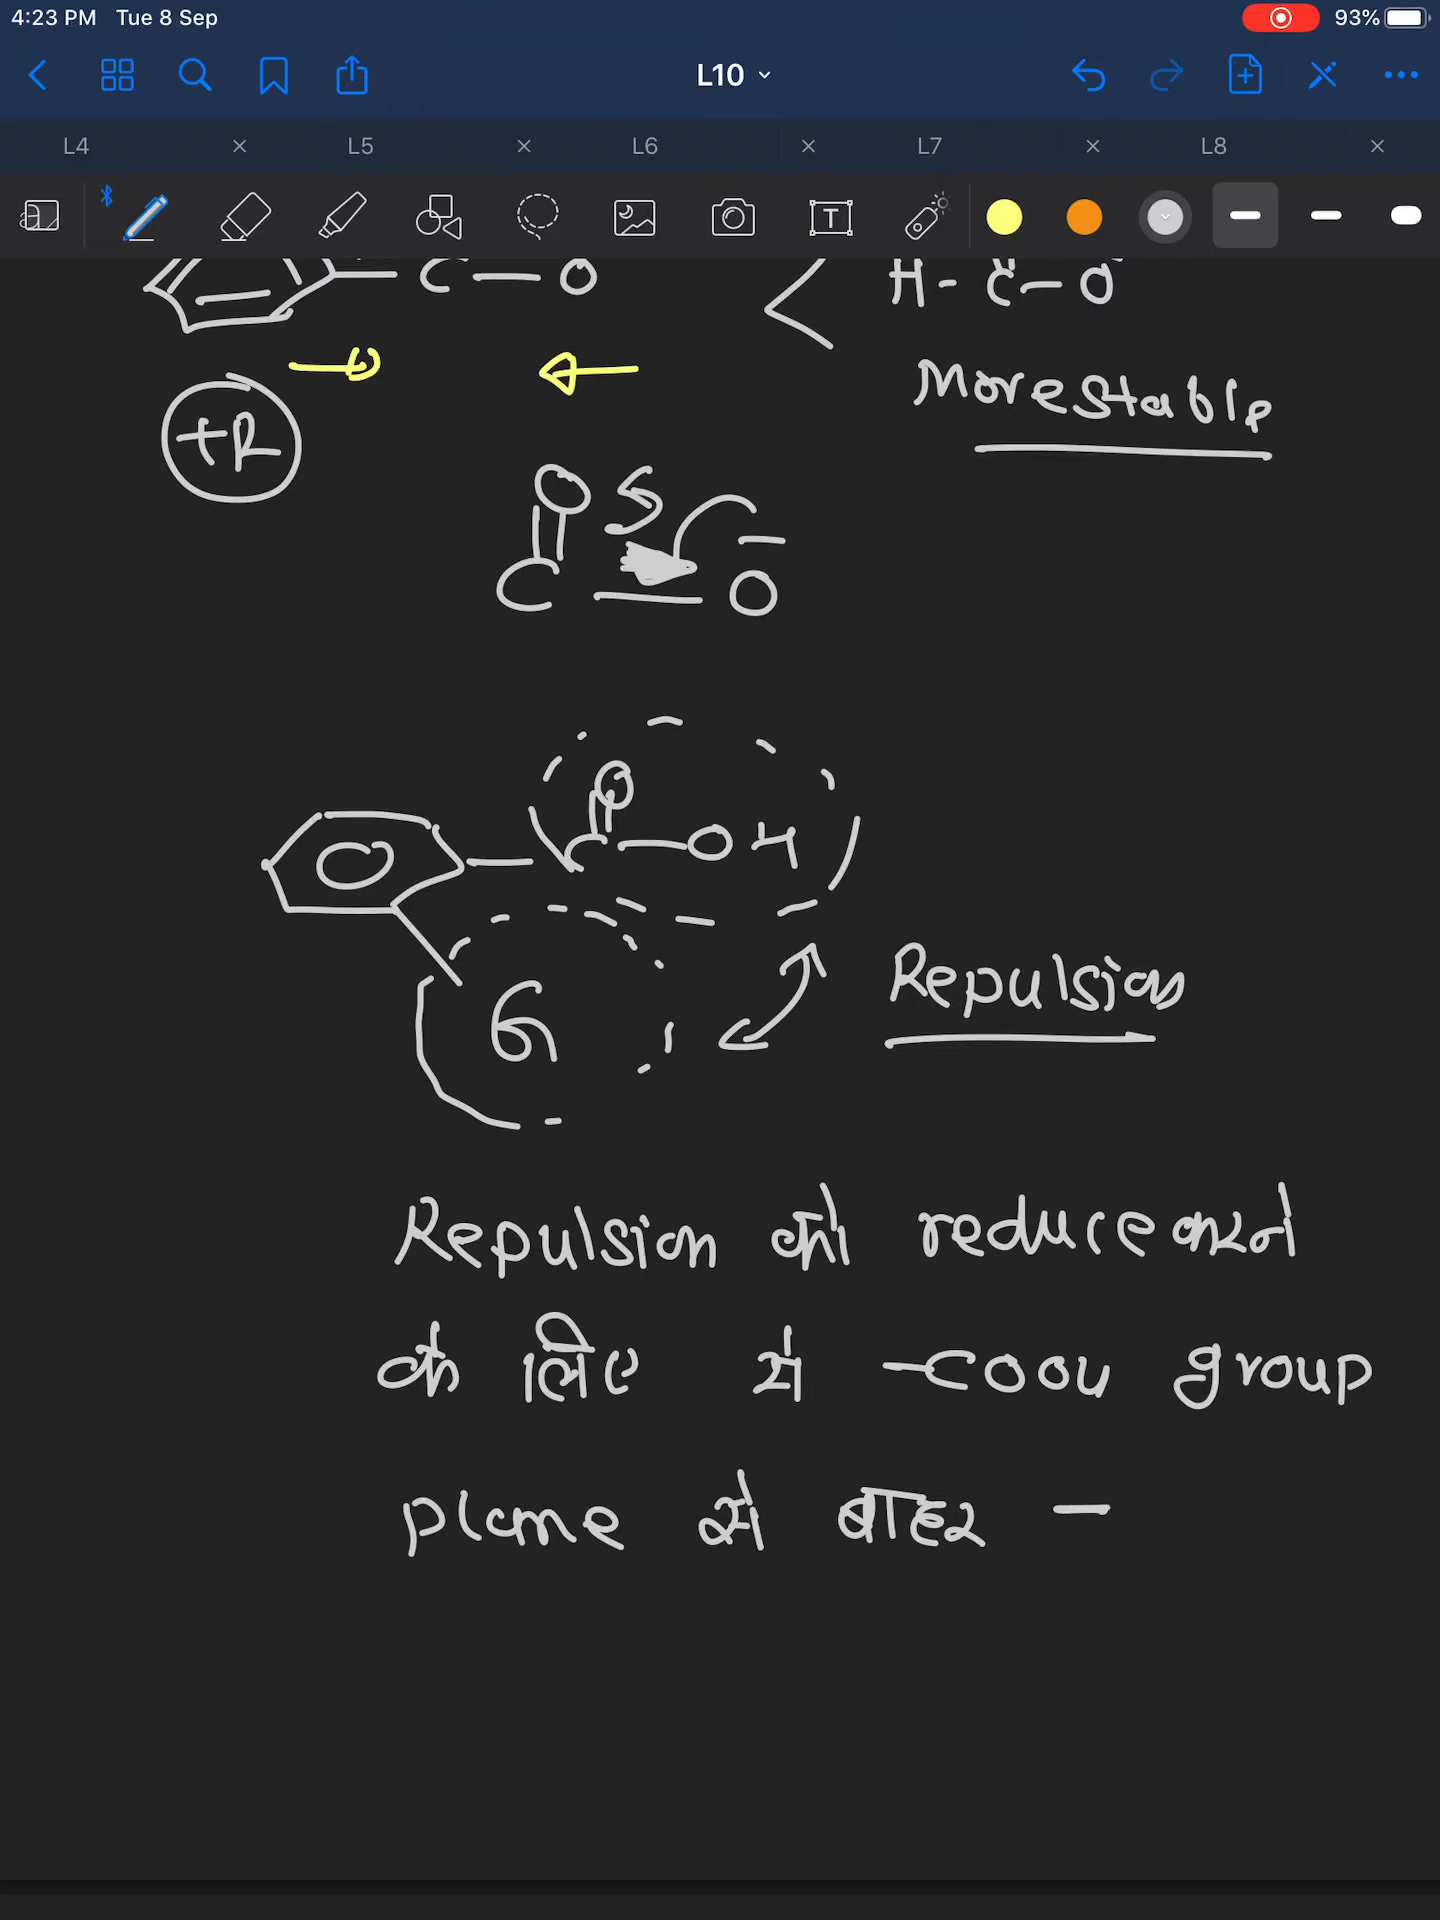 4:23 PM Tue 8 Sep 93%
L10
L4 × L5 × L6 × L7 × L8 ×
T
C — O
H - C — O
+R
More stable
O
C — O
O
C — O H
G
Repulsion
Repulsion को reduce करने
के लिए ये -COOH group
plane से बाहर -